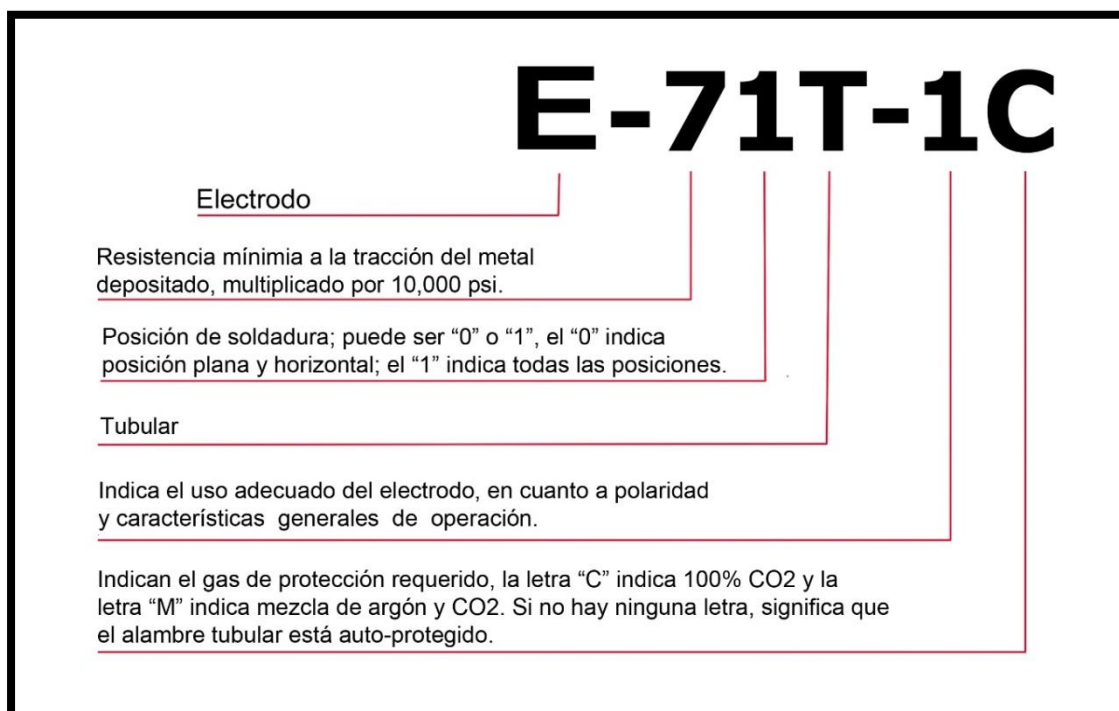 E-71T-1C
Electrodo
Resistencia mínimia a la tracción del metal
depositado, multiplicado por 10,000 psi.
Posición de soldadura; puede ser “0” o “1”, el “0” indica
posición plana y horizontal; el “1” indica todas las posiciones.
Tubular
Indica el uso adecuado del electrodo, en cuanto a polaridad
y características generales de operación.
Indican el gas de protección requerido, la letra “C” indica 100% CO2 y la
letra “M” indica mezcla de argón y CO2. Si no hay ninguna letra, significa que
el alambre tubular está auto-protegido.